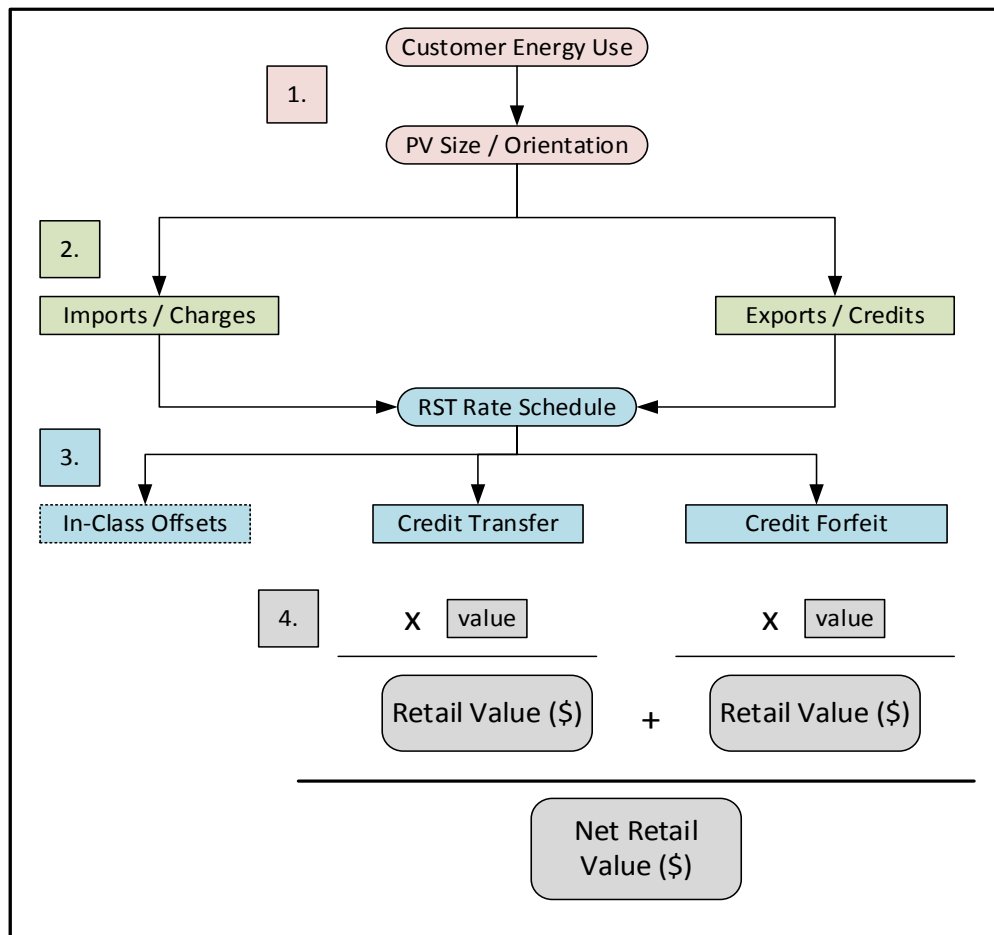 Customer Energy Use
1.
PV Size / Orientation
2.
Imports / Charges
Exports / Credits
RST Rate Schedule
3.
In-Class Offsets
Credit Transfer
Credit Forfeit
4.
x value
x value
Retail Value ($)
+
Retail Value ($)
Net Retail
Value ($)